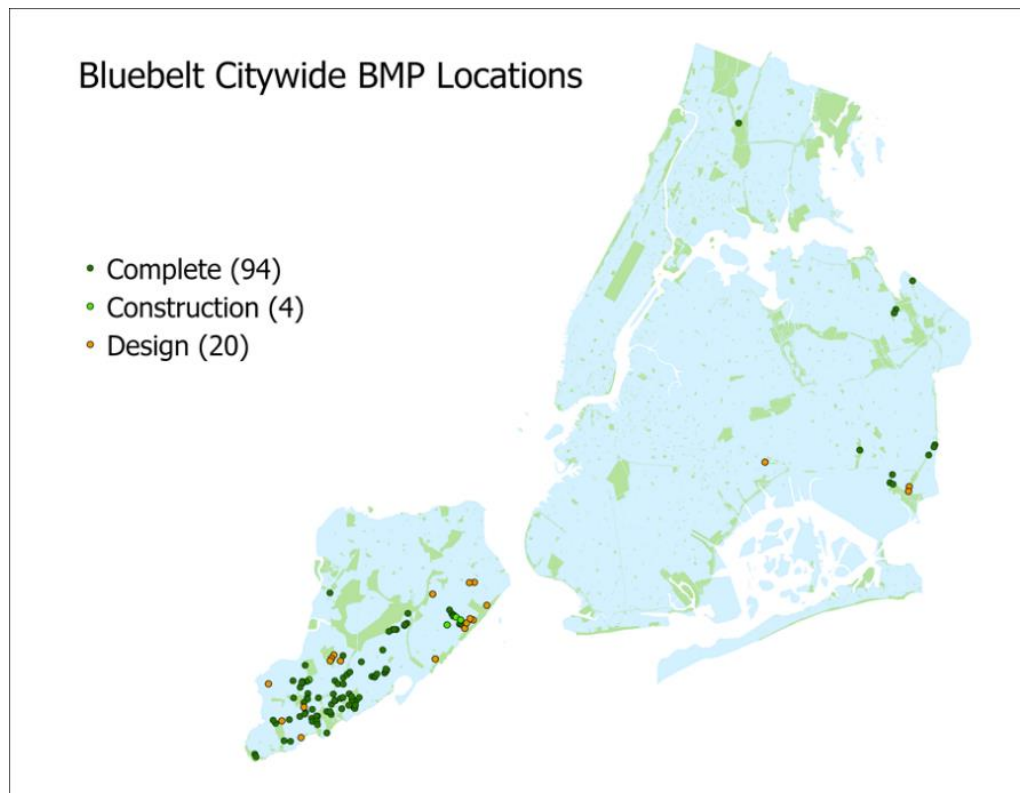 Bluebelt Citywide BMP Locations
Complete (94)
Construction (4)
Design (20)